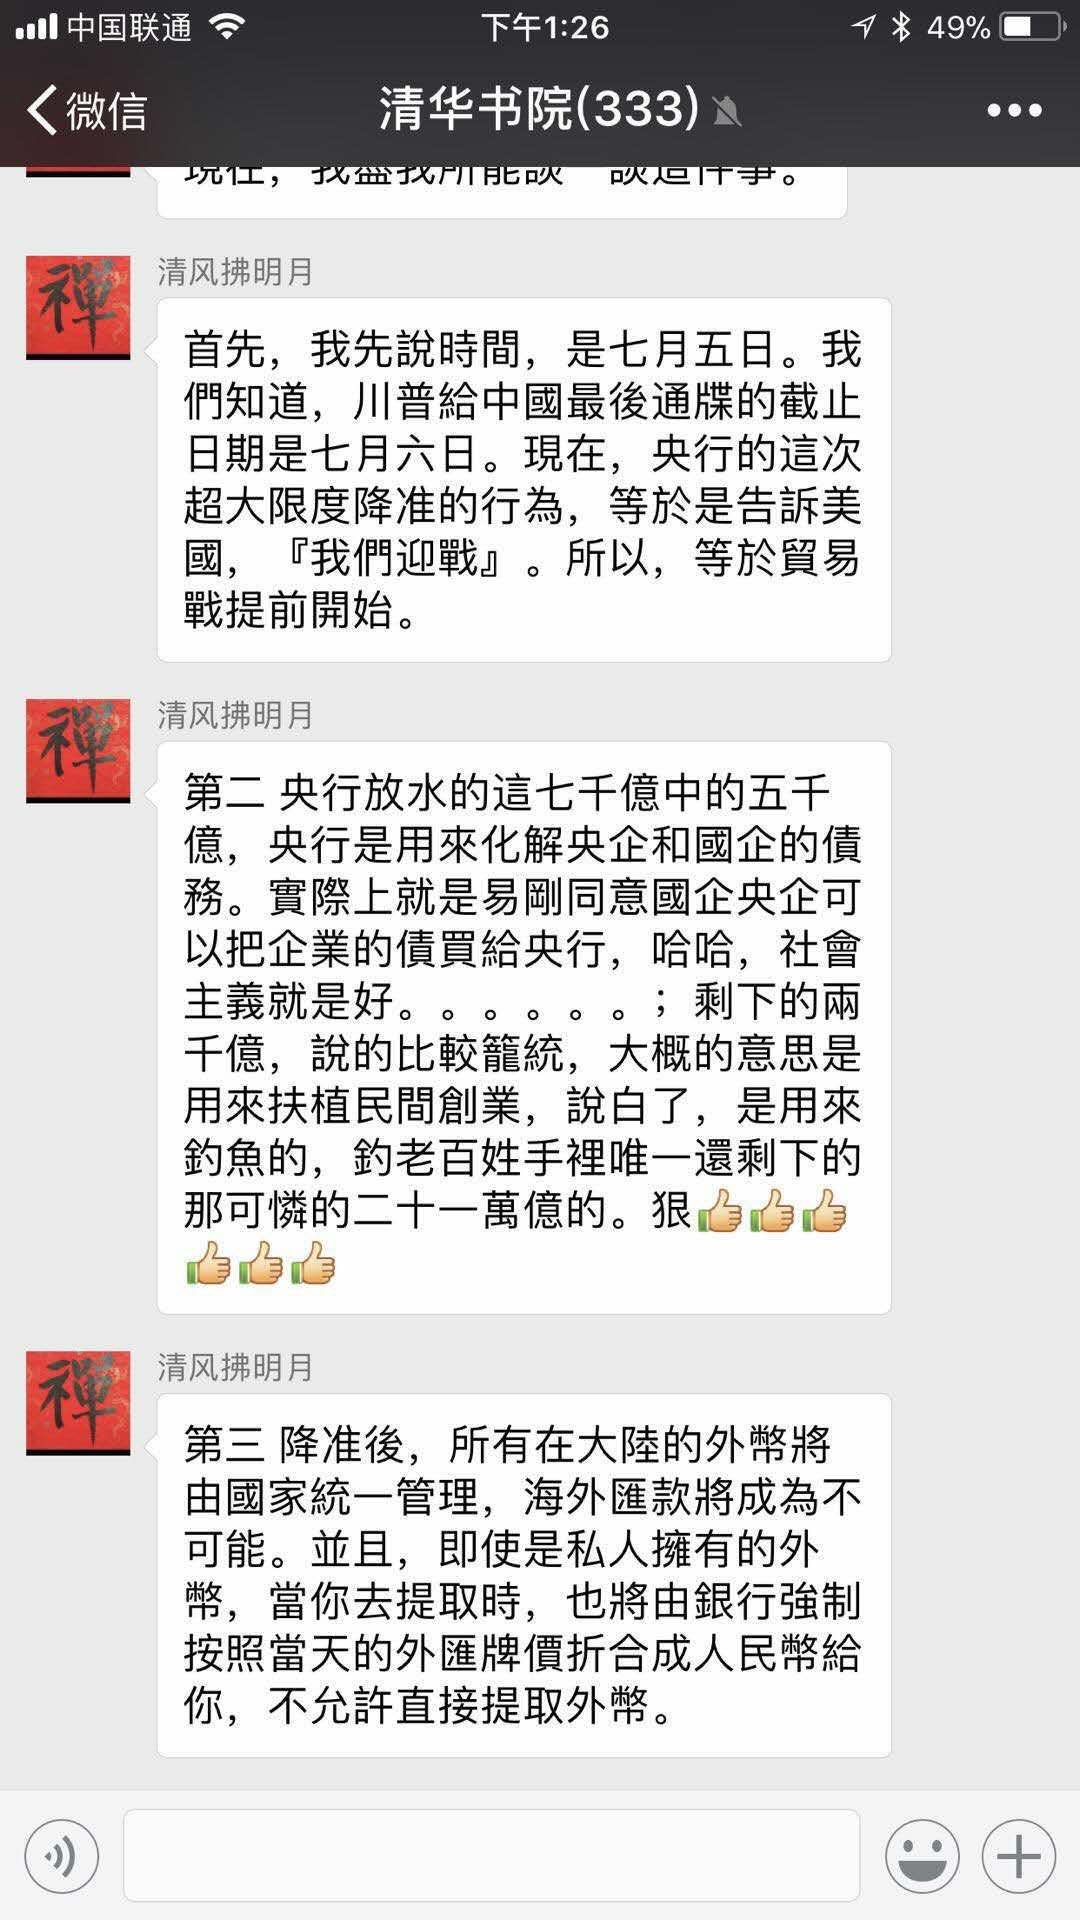 中国联通
下午1:26
49%
微信
清华书院(333)
現在，我盡我所能談一談這件事。
清风拂明月
首先，我先說時間，是七月五日。我
們知道，川普給中國最後通牒的截止
日期是七月六日。現在，央行的這次
超大限度降准的行為，等於是告訴美
國，『我們迎戰』。所以，等於貿易
戰提前開始。
清风拂明月
第二 央行放水的這七千億中的五千
億，央行是用來化解央企和國企的債
務。實際上就是易剛同意國企央企可
以把企業的債買給央行，哈哈，社會
主義就是好。。。。。。；剩下的兩
千億，說的比較籠統，大概的意思是
用來扶植民間創業，說白了，是用來
釣魚的，釣老百姓手裡唯一還剩下的
那可憐的二十一萬億的。狠👍👍👍
👍👍👍
清风拂明月
第三 降准後，所有在大陸的外幣將
由國家統一管理，海外匯款將成為不
可能。並且，即使是私人擁有的外
幣，當你去提取時，也將由銀行強制
按照當天的外匯牌價折合成人民幣給
你，不允許直接提取外幣。
禪
禪
禪